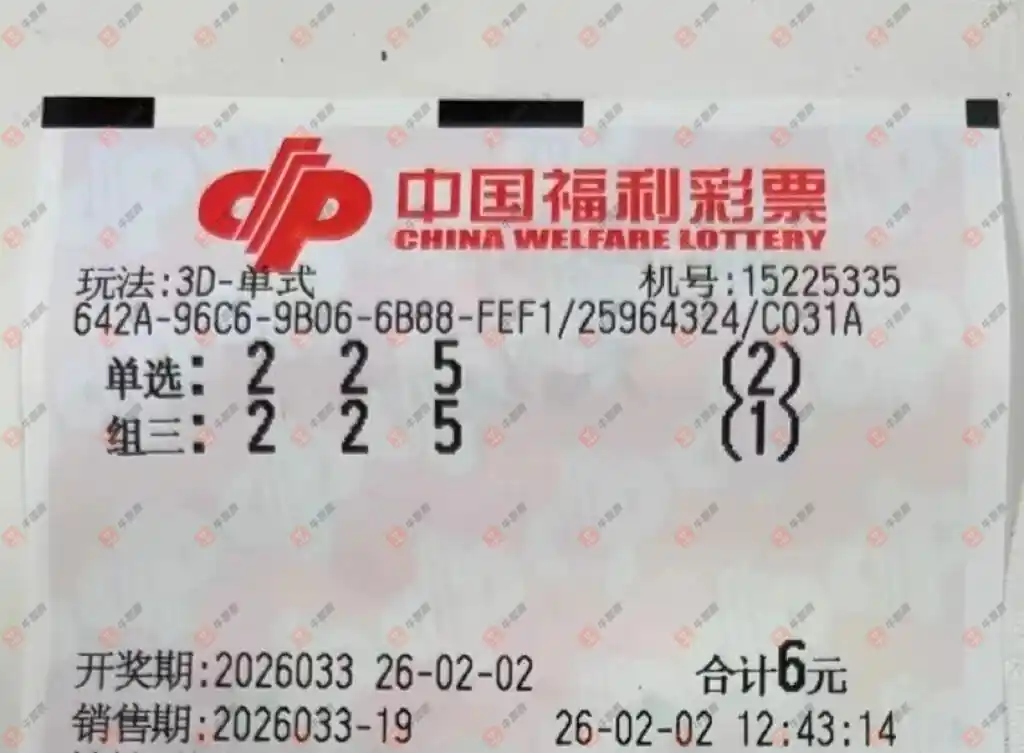 中国福利彩票
CHINA WELFARE LOTTERY
玩法:3D-单式 机号:15225335
642A-96C6-9B06-6B88-FEF1/25964324/C031A
单选: 2 2 5 (2)
组三: 2 2 5 (1)
开奖期:2026033 26-02-02 合计6元
销售期:2026033-19 26-02-02 12:43:14